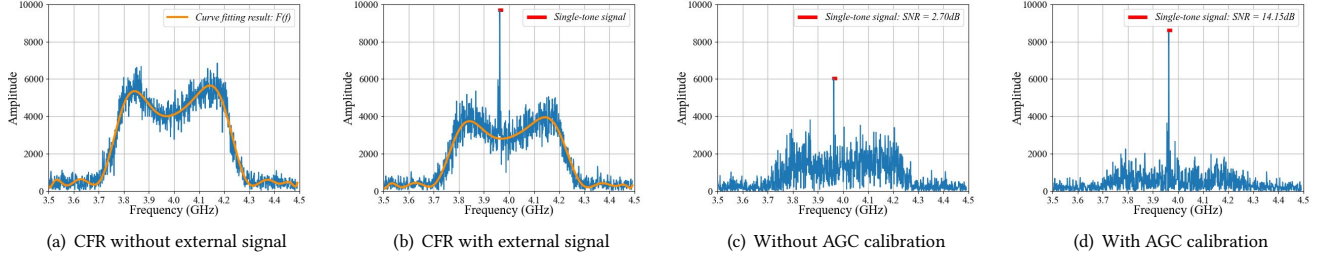 Curve fitting result: F(f)
Amplitude
10000
8000
6000
4000
2000
0
3.5 3.6 3.7 3.8 3.9 4.0 4.1 4.2 4.3 4.4 4.5
Frequency (GHz)
(a) CFR without external signal
Single-tone signal
Amplitude
10000
8000
6000
4000
2000
0
3.5 3.6 3.7 3.8 3.9 4.0 4.1 4.2 4.3 4.4 4.5
Frequency (GHz)
(b) CFR with external signal
Single-tone signal: SNR = 2.70dB
Amplitude
10000
8000
6000
4000
2000
0
3.5 3.6 3.7 3.8 3.9 4.0 4.1 4.2 4.3 4.4 4.5
Frequency (GHz)
(c) Without AGC calibration
Single-tone signal: SNR = 14.15dB
Amplitude
10000
8000
6000
4000
2000
0
3.5 3.6 3.7 3.8 3.9 4.0 4.1 4.2 4.3 4.4 4.5
Frequency (GHz)
(d) With AGC calibration